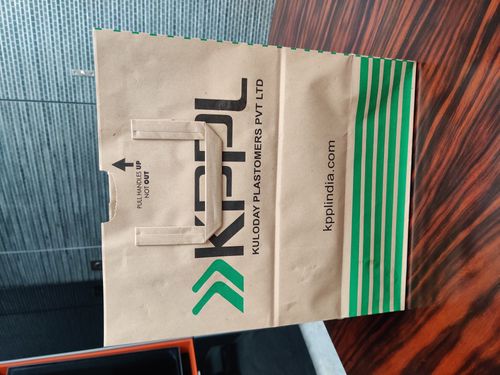 PULL HANDLES UP
NOT OUT
KPPL
KULODAY PLASTOMERS PVT LTD
kpplindia.com